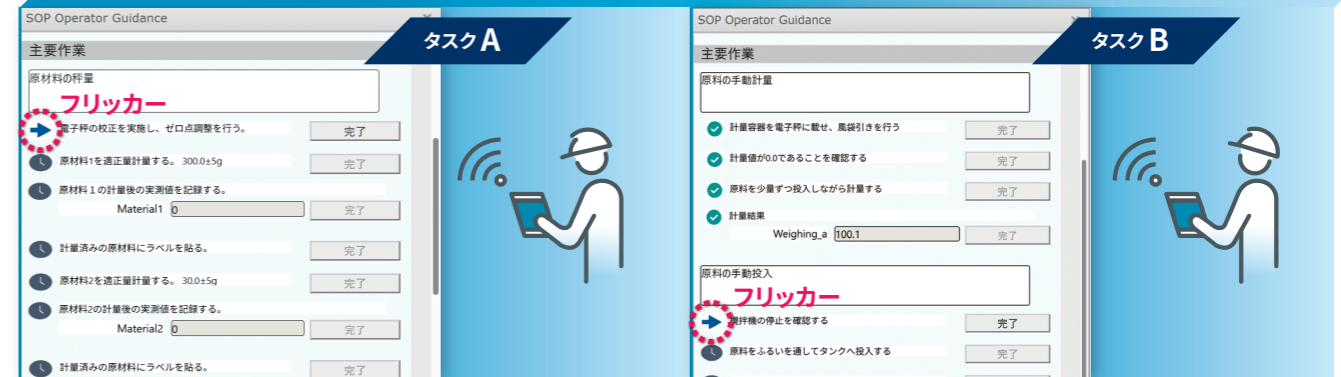 SOP Operator Guidance
タスクA
主要作業
原材料の秤量
フリッカー
電子秤の校正を実施し、ゼロ点調整を行う。 完了
原材料1を適正量計量する。 300.0±5g 完了
原材料１の計量後の実測値を記録する。
Material1 0 完了
計量済みの原材料にラベルを貼る。 完了
原材料2を適正量計量する。 30.0±5g 完了
原材料2の計量後の実測値を記録する。
Material2 0 完了
計量済みの原材料にラベルを貼る。 完了
SOP Operator Guidance
タスクB
主要作業
原料の手動計量
計量容器を電子秤に載せ、風袋引きを行う 完了
計量値が0.0であることを確認する 完了
原料を少量ずつ投入しながら計量する 完了
計量結果
Weighing_a 100.1 完了
原料の手動投入
フリッカー
攪拌機の停止を確認する 完了
原料をふるいを通してタンクへ投入する 完了